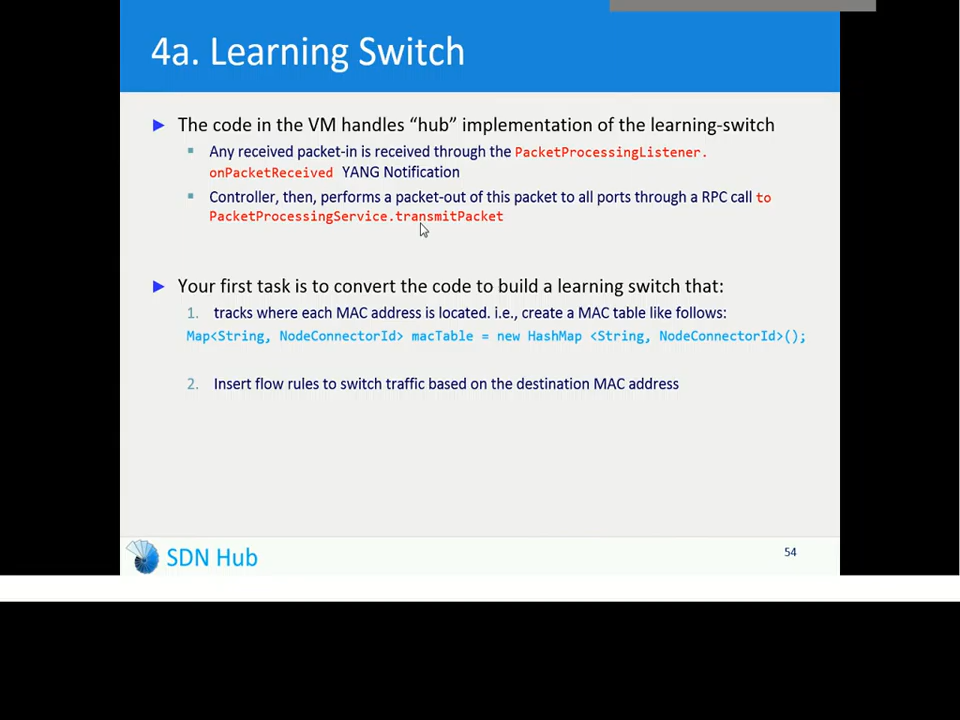 4a. Learning Switch
The code in the VM handles “hub” implementation of the learning-switch
Any received packet-in is received through the PacketProcessingListener.
onPacketReceived YANG Notification
Controller, then, performs a packet-out of this packet to all ports through a RPC call to
PacketProcessingService.transmitPacket
Your first task is to convert the code to build a learning switch that:
1. tracks where each MAC address is located. i.e., create a MAC table like follows:
Map<String, NodeConnectorId> macTable = new HashMap <String, NodeConnectorId>();
2. Insert flow rules to switch traffic based on the destination MAC address
SDN Hub
54